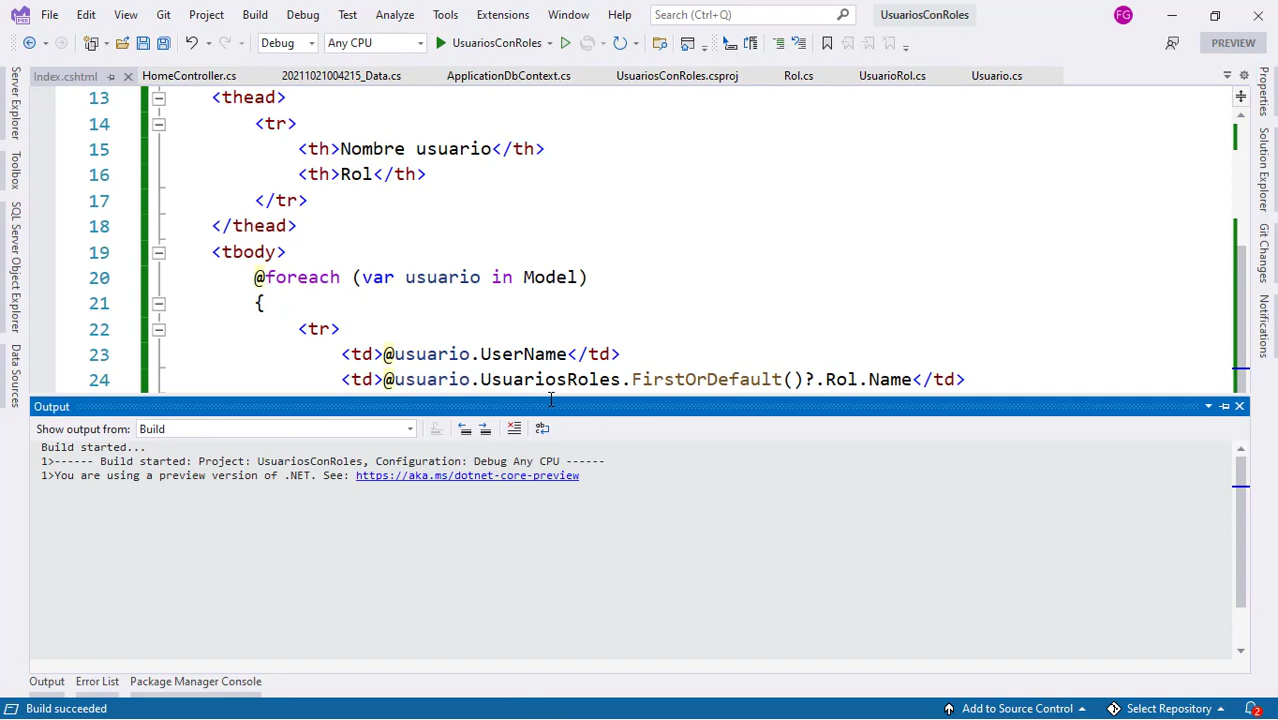 File Edit View Git Project Build Debug Test Analyze Tools Extensions Window Help Search (Ctrl+Q) UsuariosConRoles FG
Debug Any CPU UsuariosConRoles PREVIEW
Index.cshtml HomeController.cs 20211021004215_Data.cs ApplicationDbContext.cs UsuariosConRoles.csproj Rol.cs UsuarioRol.cs Usuario.cs
Server Explorer
Toolbox
SQL Server Object Explorer
Data Sources
13 <thead>
14 <tr>
15 <th>Nombre usuario</th>
16 <th>Rol</th>
17 </tr>
18 </thead>
19 <tbody>
20 @foreach (var usuario in Model)
21 {
22 <tr>
23 <td>@usuario.UserName</td>
24 <td>@usuario.UsuariosRoles.FirstOrDefault()?.Rol.Name</td>
Properties
Solution Explorer
Git Changes
Notifications
Output
Show output from: Build
Build started...
1>------ Build started: Project: UsuariosConRoles, Configuration: Debug Any CPU ------
1>You are using a preview version of .NET. See: https://aka.ms/dotnet-core-preview
Output Error List Package Manager Console
Build succeeded Add to Source Control Select Repository 2